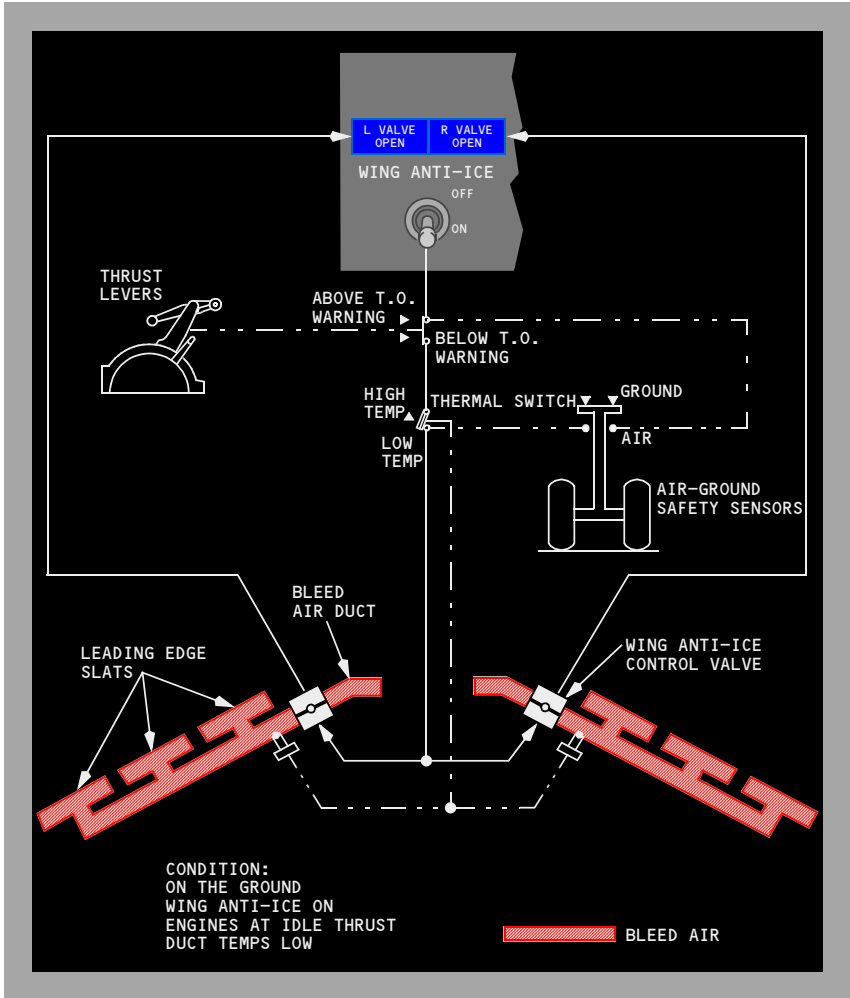 L VALVE
OPEN
R VALVE
OPEN
WING ANTI-ICE
OFF
ON
THRUST
LEVERS
ABOVE T.O.
WARNING
BELOW T.O.
WARNING
HIGH
TEMP
THERMAL SWITCH
GROUND
LOW
TEMP
AIR
AIR-GROUND
SAFETY SENSORS
BLEED
AIR DUCT
LEADING EDGE
SLATS
WING ANTI-ICE
CONTROL VALVE
CONDITION:
ON THE GROUND
WING ANTI-ICE ON
ENGINES AT IDLE THRUST
DUCT TEMPS LOW
BLEED AIR